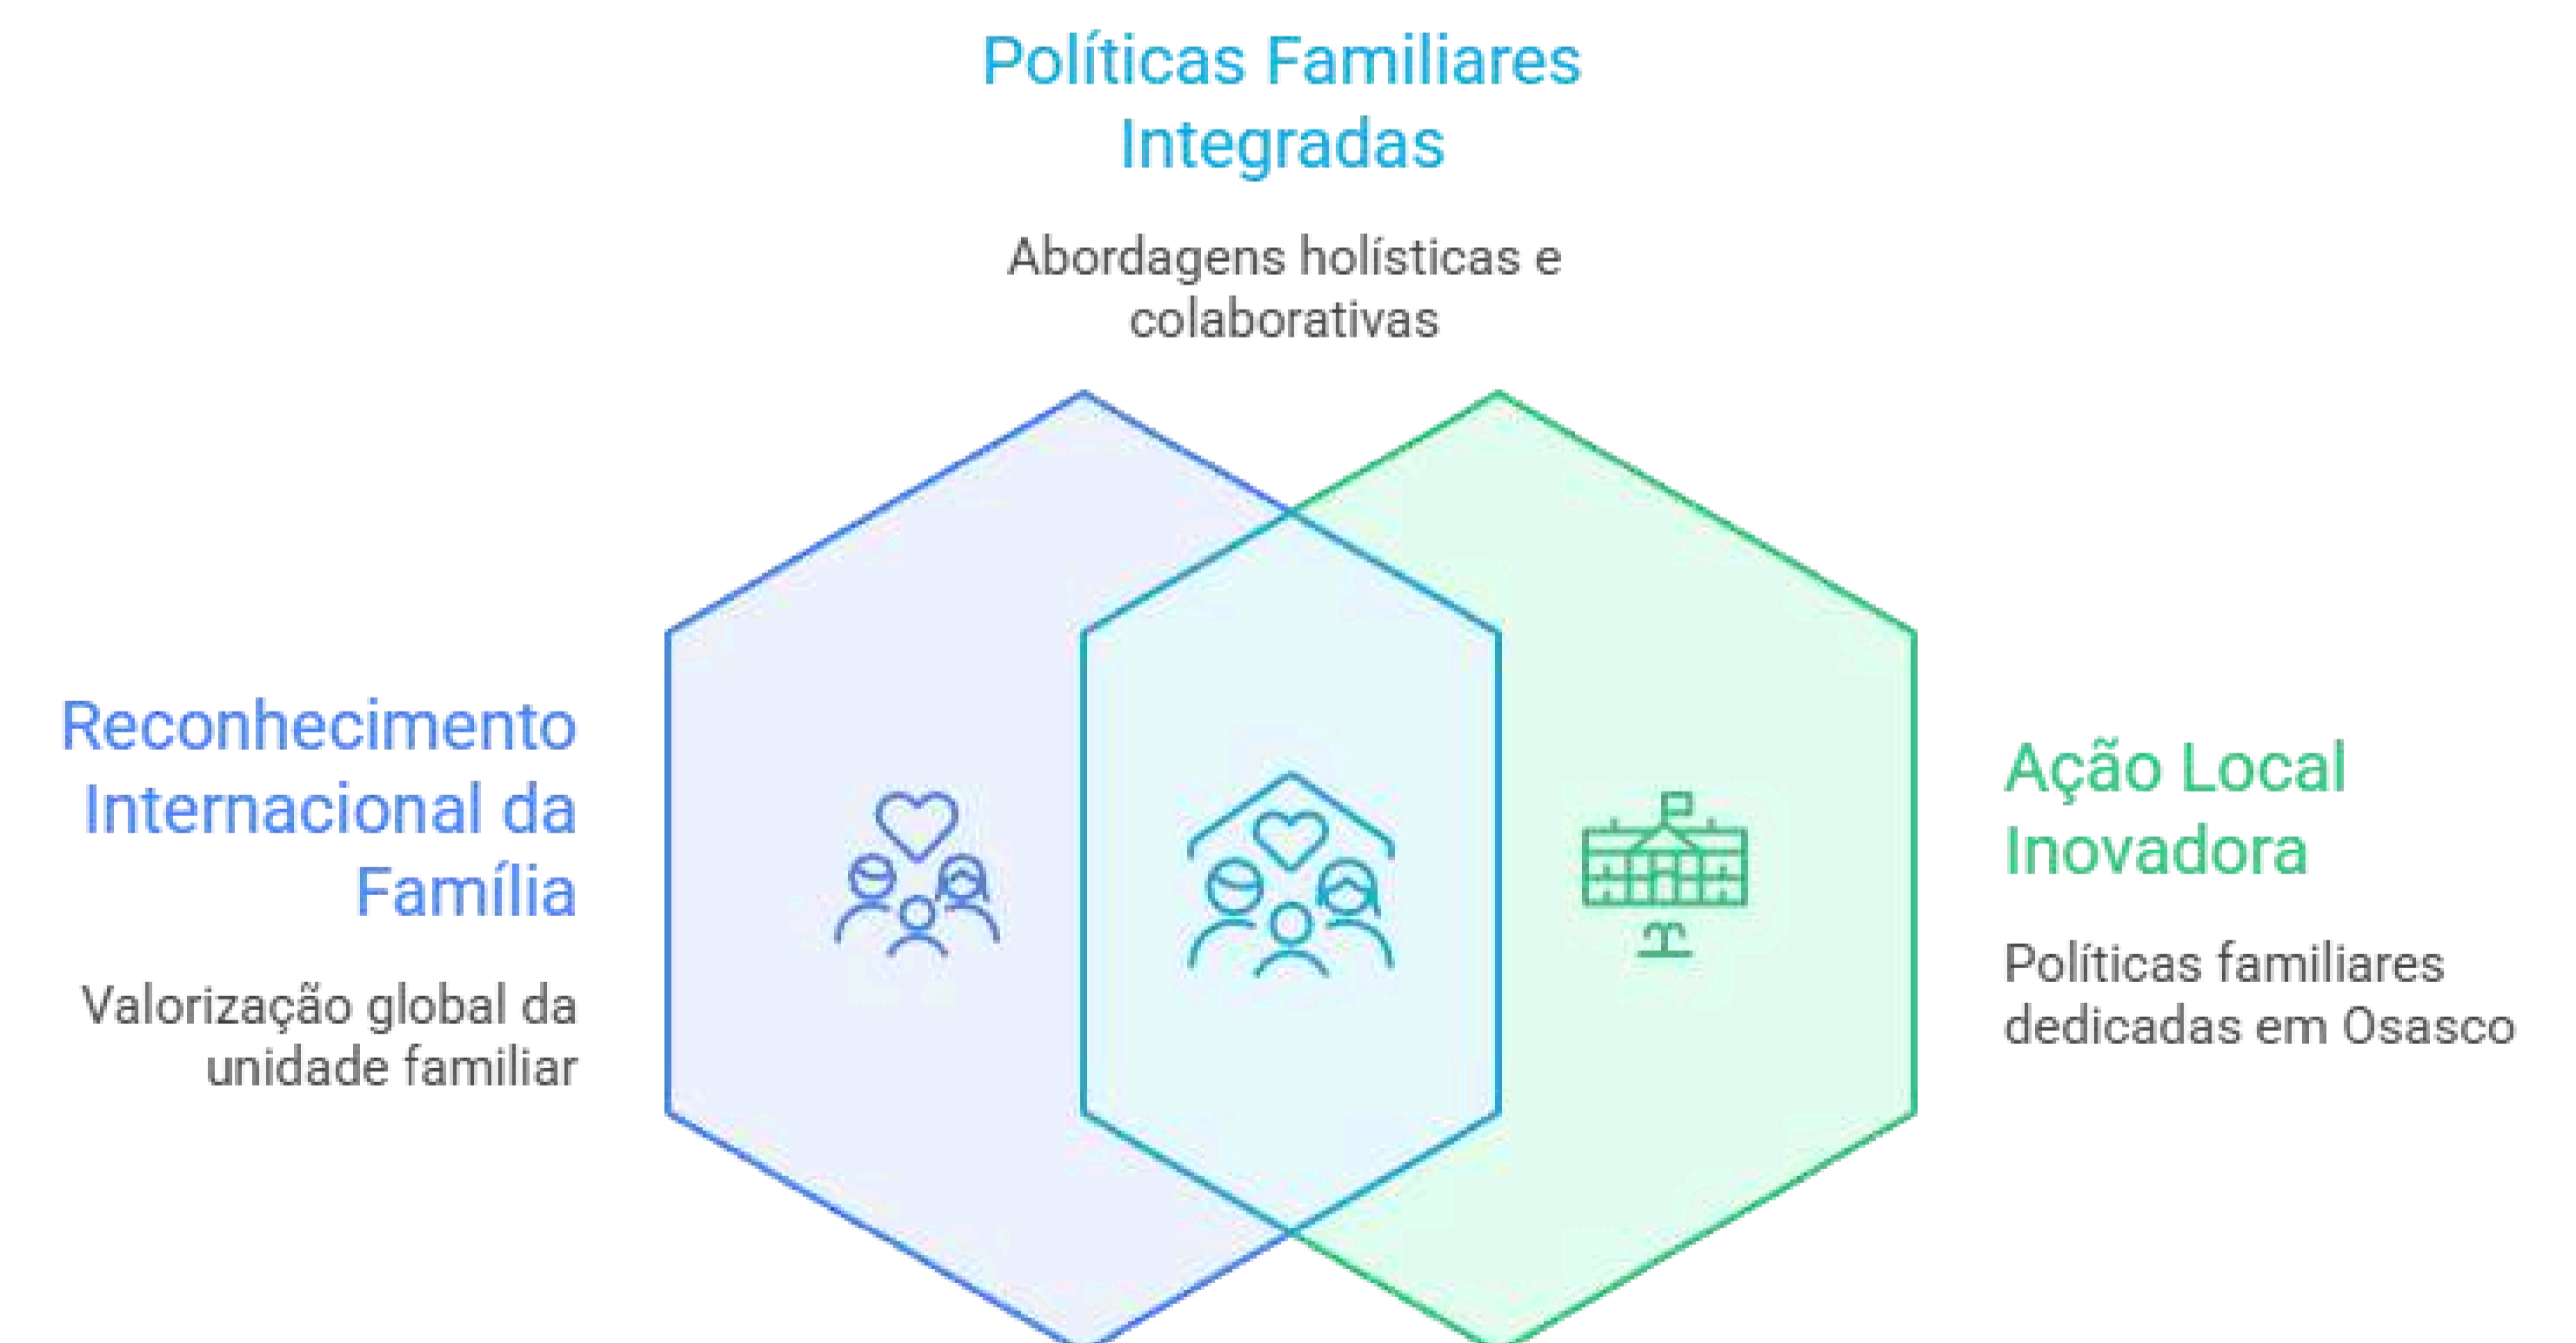 Políticas Familiares
Integradas
Abordagens holísticas e
colaborativas
Reconhecimento
Internacional da
Família
Valorização global da
unidade familiar
Ação Local
Inovadora
Políticas familiares
dedicadas em Osasco